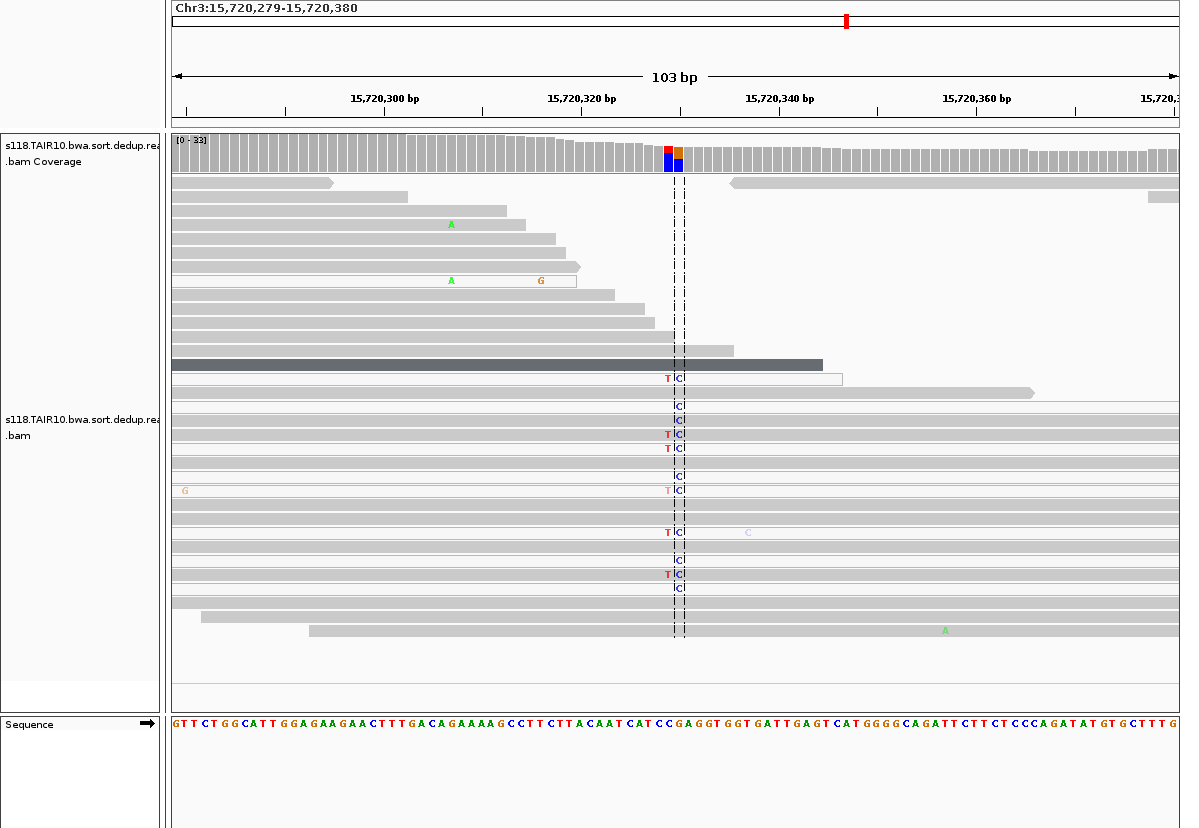 Chr3:15,720,279-15,720,380
103 bp
15,720,300 bp 15,720,320 bp 15,720,340 bp 15,720,360 bp 15,720,3
s118.TAIR10.bwa.sort.dedup.rea
.bam Coverage
[0 - 33]
A
A G
T C
C
C
T C
T C
C
G T C
T C C
C
T C
C
A
s118.TAIR10.bwa.sort.dedup.rea
.bam
Sequence
GTTCTGGCATTGGAGAAGAACTTTGACAGAAAAGCCTTCTTACAATCATCCGAGGTGGTGATTGAGTCATGGGGCAGATTCTTCTCCCAGATATGTGCTTTG